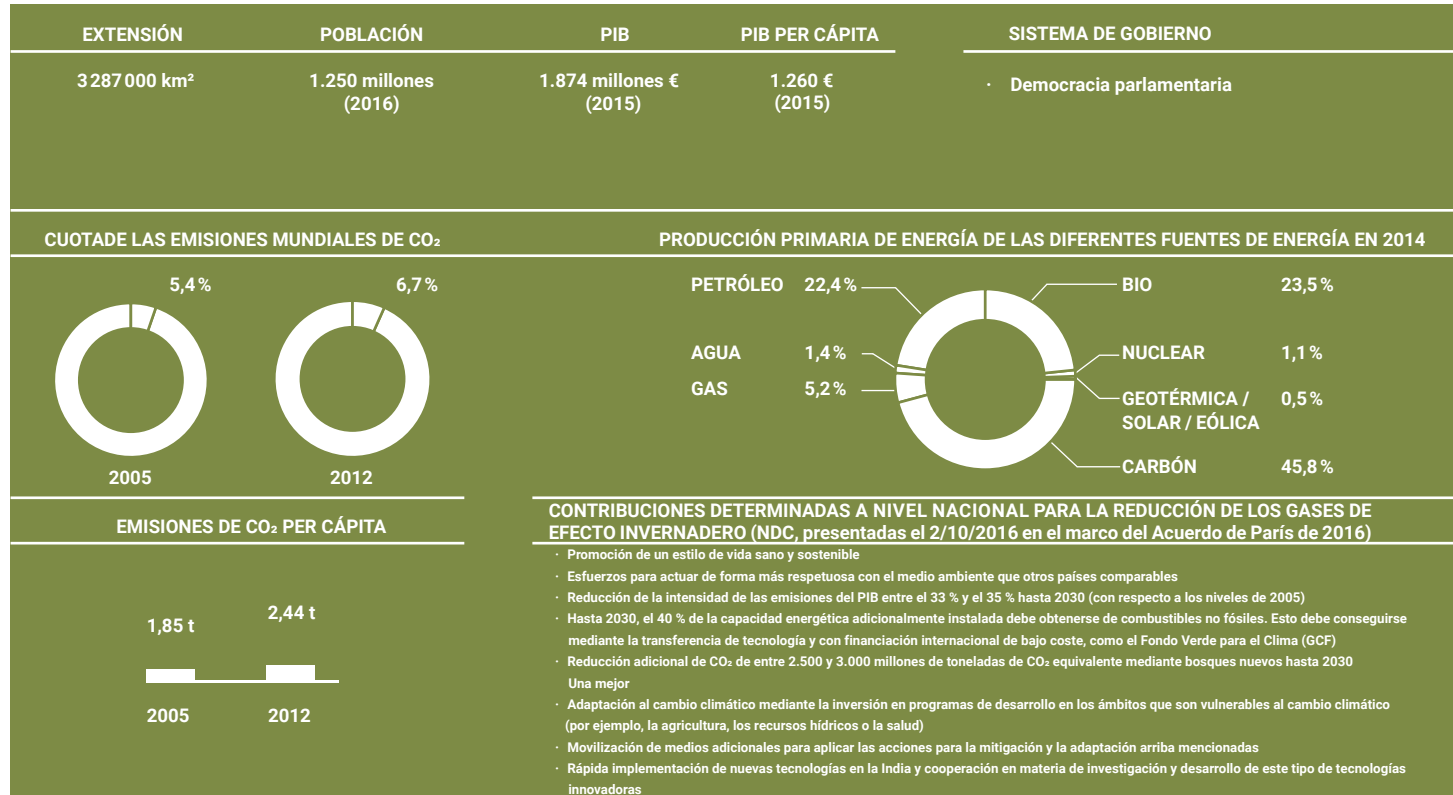 EXTENSIÓN
POBLACIÓN
PIB
PIB PER CÁPITA
SISTEMA DE GOBIERNO
3 287 000 km²
1.250 millones
(2016)
1.874 millones €
(2015)
1.260 €
(2015)
· Democracia parlamentaria
CUOTADE LAS EMISIONES MUNDIALES DE CO₂
5,4 %
6,7 %
2005
2012
PRODUCCIÓN PRIMARIA DE ENERGÍA DE LAS DIFERENTES FUENTES DE ENERGÍA EN 2014
PETRÓLEO 22,4 %
AGUA 1,4 %
GAS 5,2 %
BIO 23,5 %
NUCLEAR 1,1 %
GEOTÉRMICA / 0,5 %
SOLAR / EÓLICA
CARBÓN 45,8 %
EMISIONES DE CO₂ PER CÁPITA
1,85 t
2,44 t
2005
2012
CONTRIBUCIONES DETERMINADAS A NIVEL NACIONAL PARA LA REDUCCIÓN DE LOS GASES DE
EFECTO INVERNADERO (NDC, presentadas el 2/10/2016 en el marco del Acuerdo de París de 2016)
· Promoción de un estilo de vida sano y sostenible
· Esfuerzos para actuar de forma más respetuosa con el medio ambiente que otros países comparables
· Reducción de la intensidad de las emisiones del PIB entre el 33 % y el 35 % hasta 2030 (con respecto a los niveles de 2005)
· Hasta 2030, el 40 % de la capacidad energética adicionalmente instalada debe obtenerse de combustibles no fósiles. Esto debe conseguirse
mediante la transferencia de tecnología y con financiación internacional de bajo coste, como el Fondo Verde para el Clima (GCF)
· Reducción adicional de CO₂ de entre 2.500 y 3.000 millones de toneladas de CO₂ equivalente mediante bosques nuevos hasta 2030
Una mejor
· Adaptación al cambio climático mediante la inversión en programas de desarrollo en los ámbitos que son vulnerables al cambio climático
(por ejemplo, la agricultura, los recursos hídricos o la salud)
· Movilización de medios adicionales para aplicar las acciones para la mitigación y la adaptación arriba mencionadas
· Rápida implementación de nuevas tecnologías en la India y cooperación en materia de investigación y desarrollo de este tipo de tecnologías
innovadoras